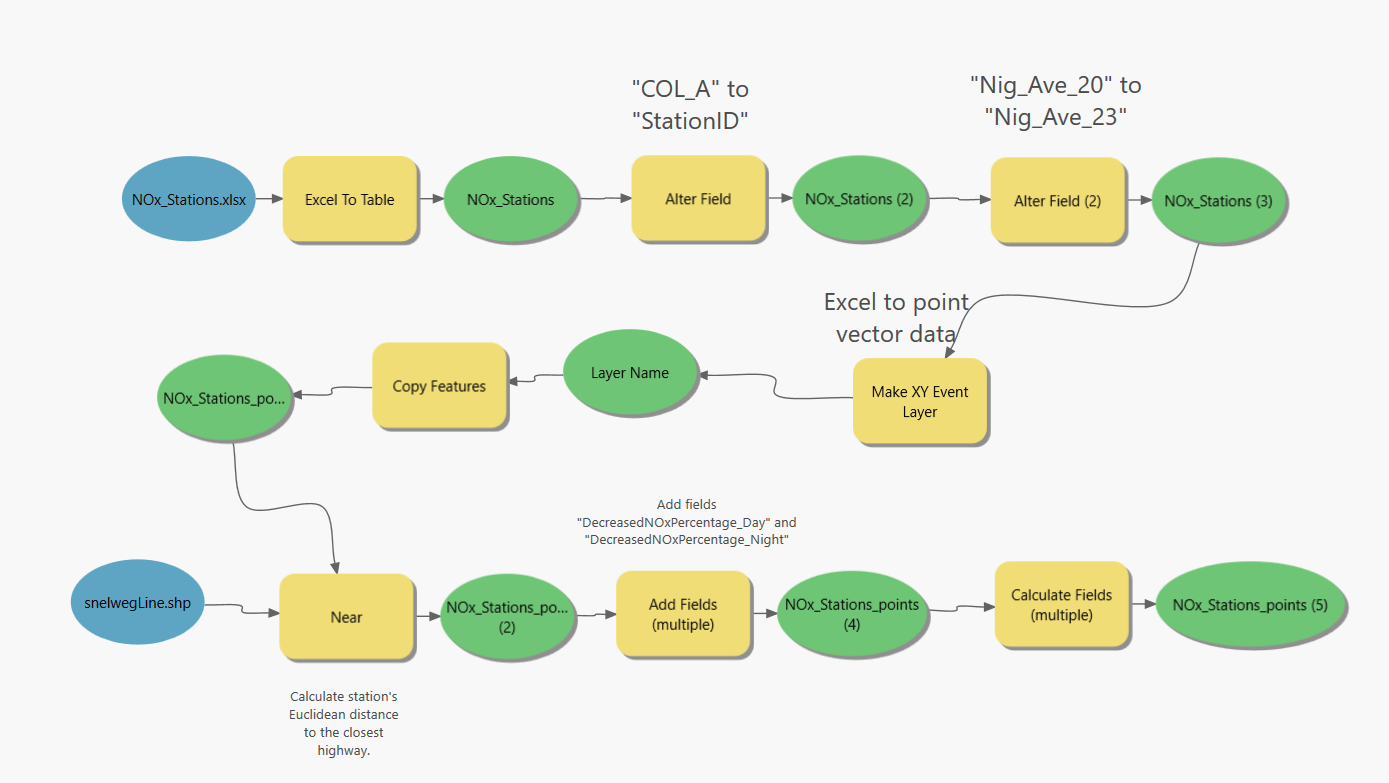 "COL_A" to
"StationID"
"Nig_Ave_20" to
"Nig_Ave_23"
NOx_Stations.xlsx
Excel To Table
NOx_Stations
Alter Field
NOx_Stations (2)
Alter Field (2)
NOx_Stations (3)
Excel to point
vector data
Make XY Event
Layer
Layer Name
Copy Features
NOx_Stations_po...
Add fields
"DecreasedNOxPercentage_Day" and
"DecreasedNOxPercentage_Night"
snelwegLine.shp
Near
NOx_Stations_po...
(2)
Add Fields
(multiple)
NOx_Stations_points
(4)
Calculate Fields
(multiple)
NOx_Stations_points (5)
Calculate station's
Euclidean distance
to the closest
highway.